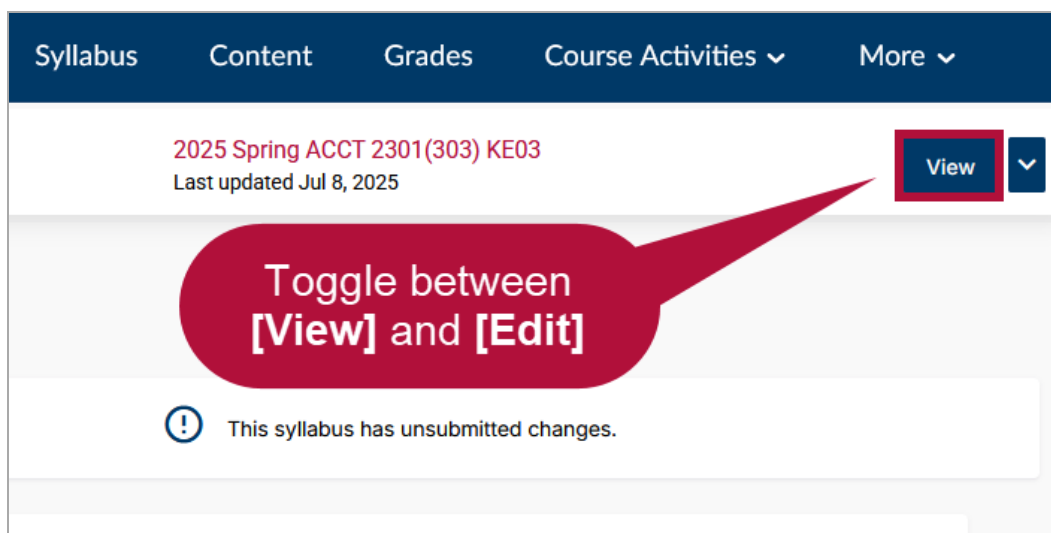 Syllabus Content Grades Course Activities More
2025 Spring ACCT 2301(303) KE03
Last updated Jul 8, 2025
View
Toggle between
[View] and [Edit]
This syllabus has unsubmitted changes.